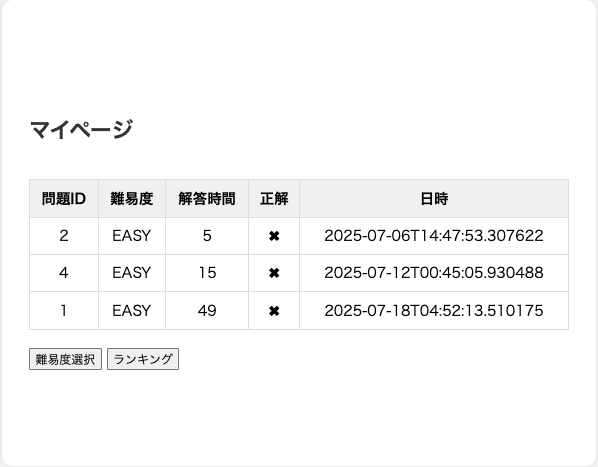 マイページ
問題ID 難易度 解答時間 正解 日時
2 EASY 5 ✖ 2025-07-06T14:47:53.307622
4 EASY 15 ✖ 2025-07-12T00:45:05.930488
1 EASY 49 ✖ 2025-07-18T04:52:13.510175
難易度選択 ランキング